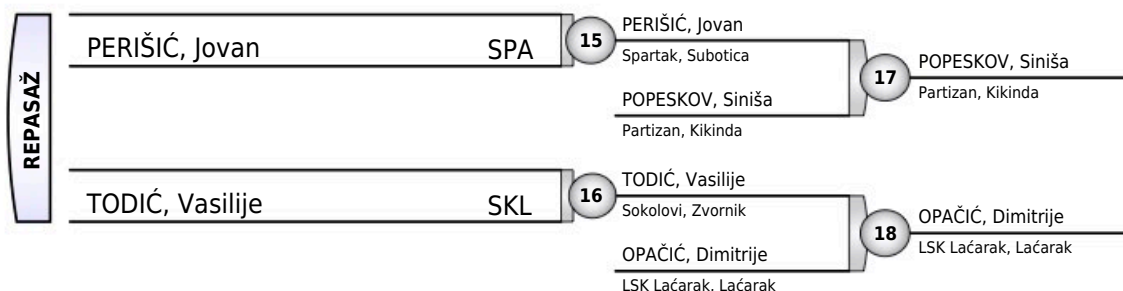 REPASAŽ
PERIŠIĆ, Jovan SPA
15
PERIŠIĆ, Jovan
Spartak, Subotica
POPESKOV, Siniša
Partizan, Kikinda
17
POPESKOV, Siniša
Partizan, Kikinda
TODIĆ, Vasilije SKL
16
TODIĆ, Vasilije
Sokolovi, Zvornik
OPAČIĆ, Dimitrije
LSK Laćarak, Laćarak
18
OPAČIĆ, Dimitrije
LSK Laćarak, Laćarak